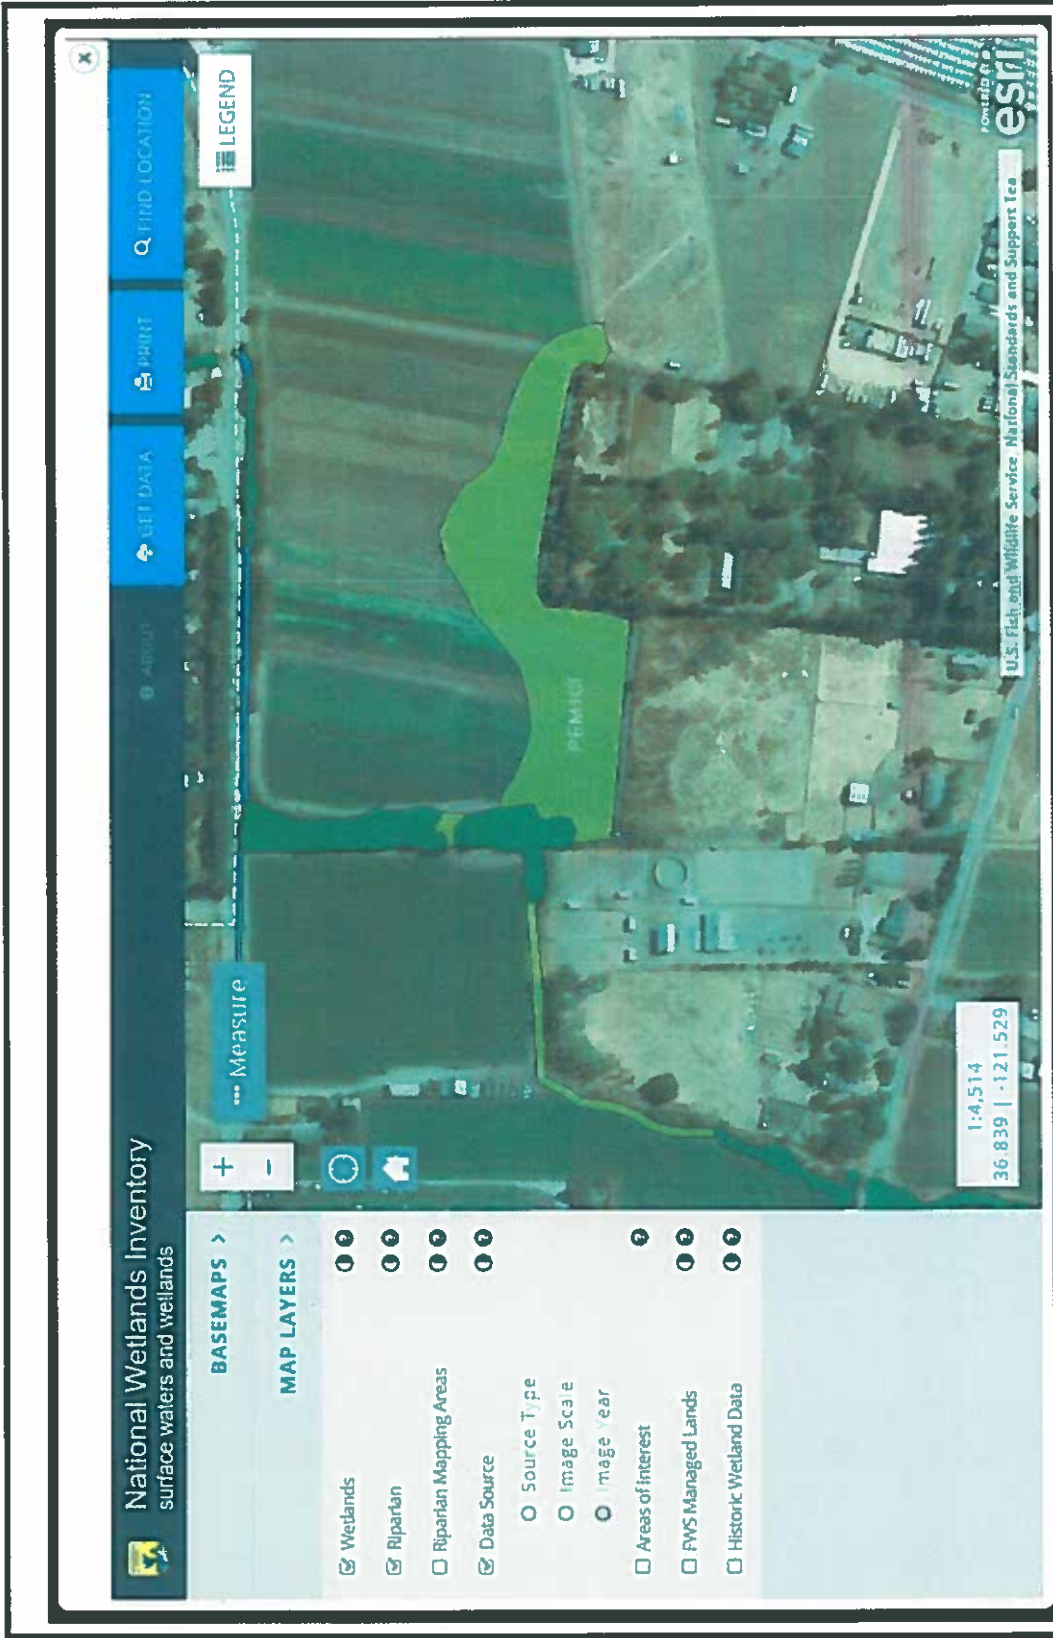 National Wetlands Inventory
surface waters and wetlands
ABOUT
GET DATA
PRINT
FIND LOCATION
BASEMAPS >
MAP LAYERS >
Wetlands
Riparian
Riparian Mapping Areas
Data Source
Source Type
Image Scale
Image Year
Areas of Interest
FWS Managed Lands
Historic Wetland Data
+
-
••• Measure
LEGEND
PEM1Cf
1:4,514
36.839 | -121.529
U.S. Fish and Wildlife Service, National Standards and Support Tea
POWERED BY
esri